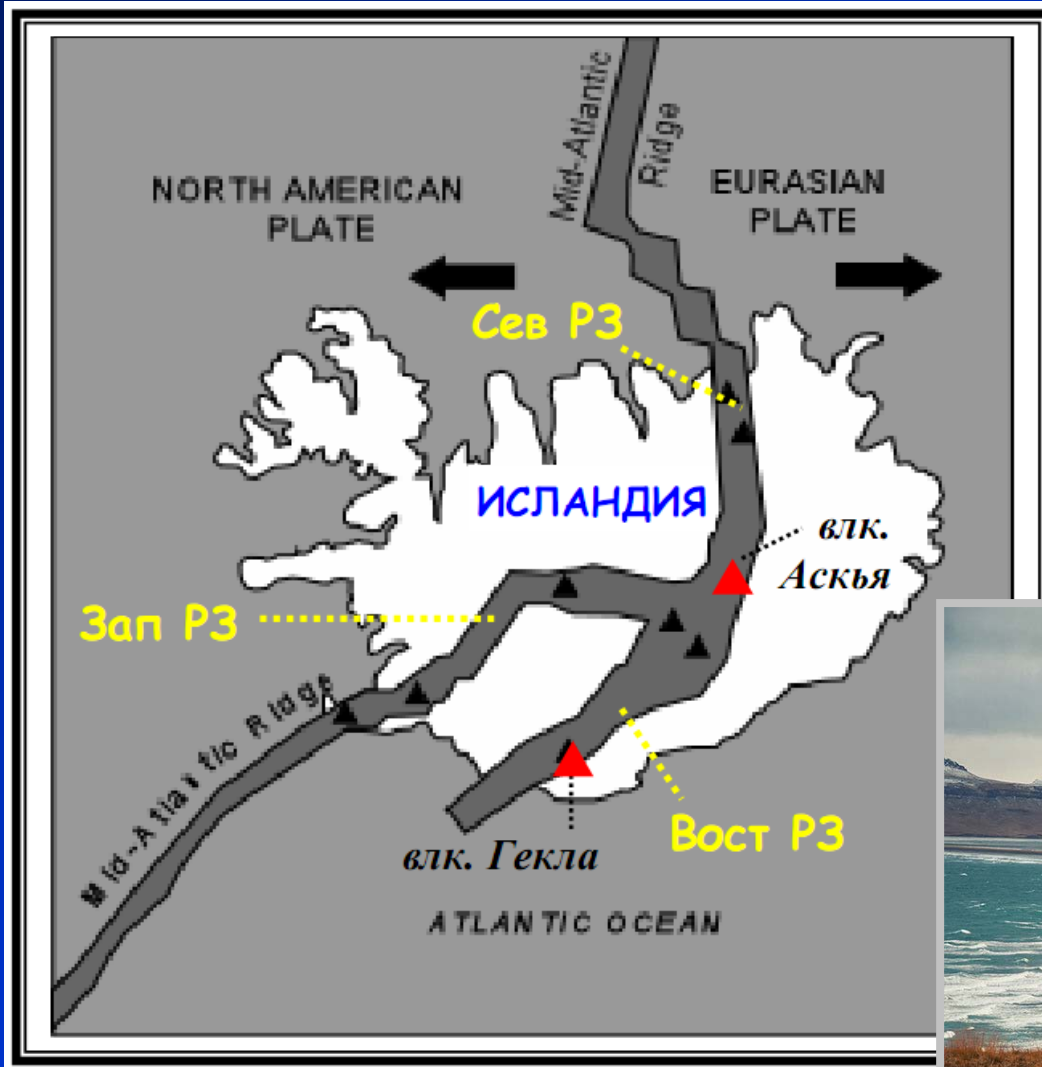 Mid-Atlantic
Ridge
NORTH AMERICAN
PLATE
EURASIAN
PLATE
Сев РЗ
ИСЛАНДИЯ
влк.
Аскья
Зап РЗ
Mid-Atlantic Ridge
Вост РЗ
влк. Гекла
ATLANTIC OCEAN